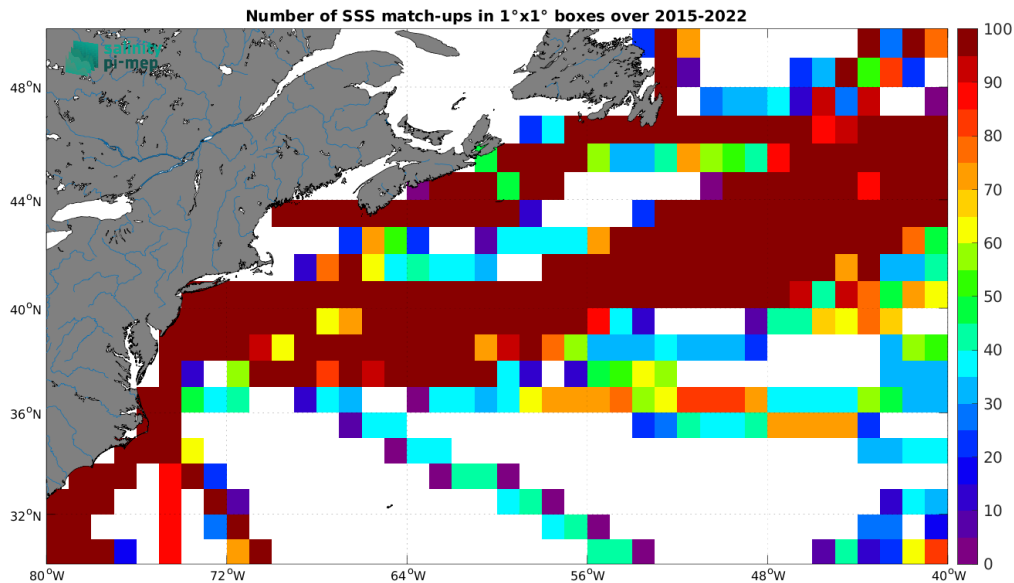 Number of SSS match-ups in 1°x1° boxes over 2015-2022
salinity
pi-mep
48°N
44°N
40°N
36°N
32°N
80°W 72°W 64°W 56°W 48°W 40°W
100
90
80
70
60
50
40
30
20
10
0